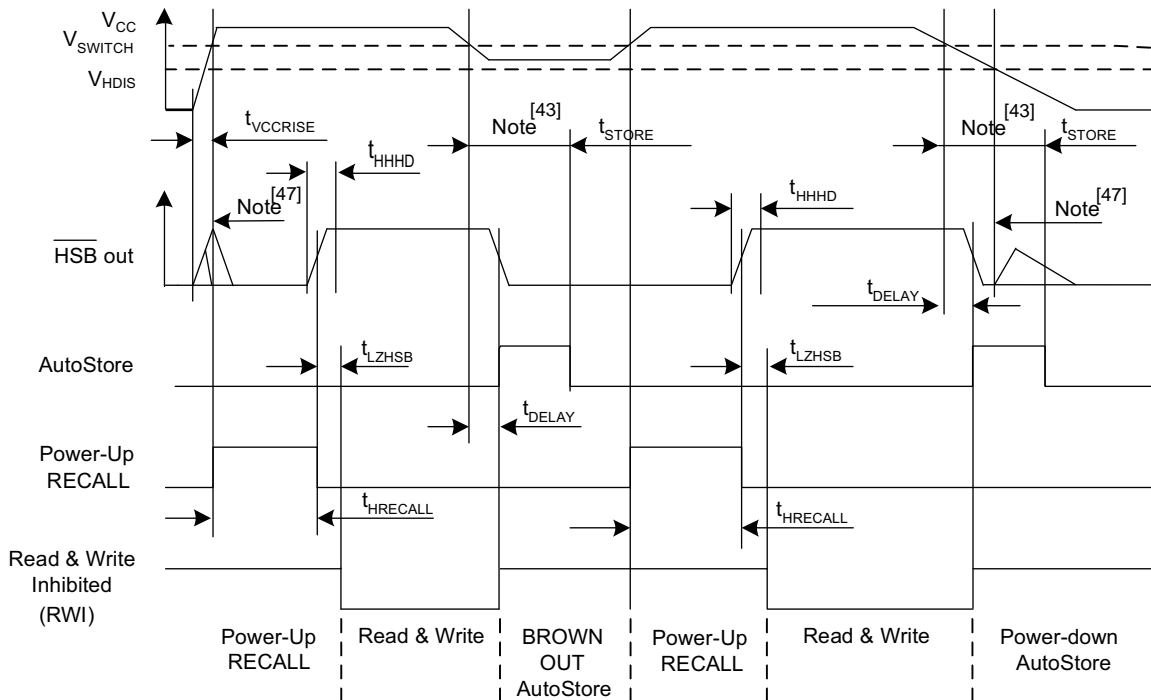 VCC
VSWITCH
VHDIS
tVCCRISE
Note[43]
tSTORE
Note[43]
tSTORE
tHHHD
Note[47]
tHHHD
Note[47]
HSB out
tDELAY
AutoStore
tLZHSB
tLZHSB
tDELAY
Power-Up
RECALL
tHRECALL
tHRECALL
Read & Write
Inhibited
(RWI)
Power-Up
RECALL
Read & Write
BROWN
OUT
AutoStore
Power-Up
RECALL
Read & Write
Power-down
AutoStore